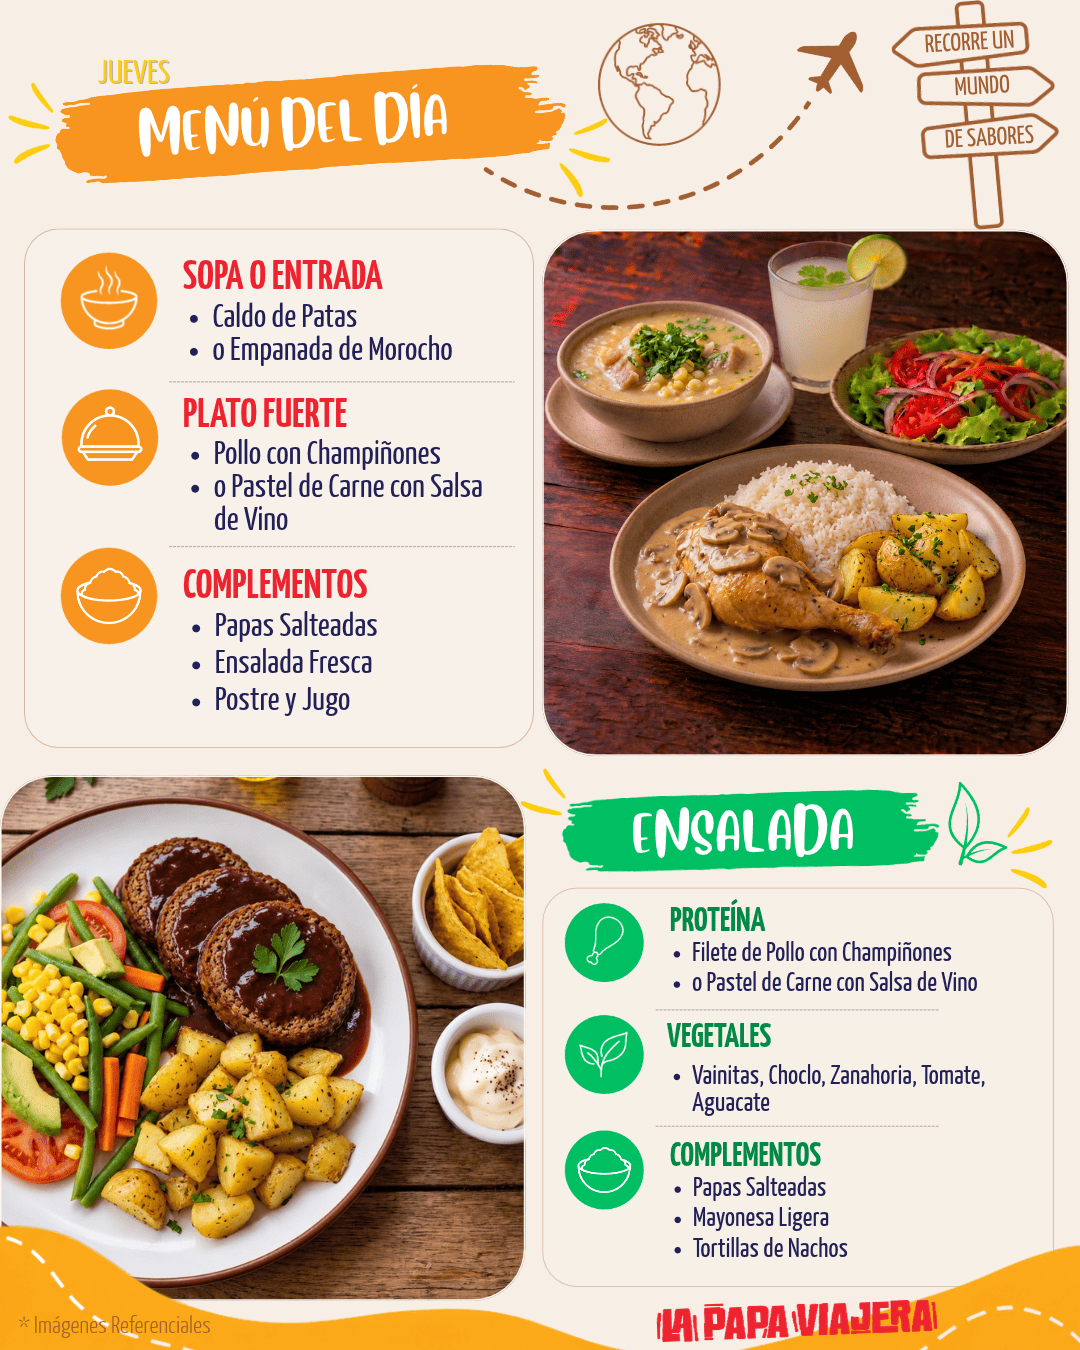 JUEVES
MENÚ DEL DÍA
RECORRE UN
MUNDO
DE SABORES
SOPA O ENTRADA
• Caldo de Patas
• o Empanada de Morocho
PLATO FUERTE
• Pollo con Champiñones
• o Pastel de Carne con Salsa
de Vino
COMPLEMENTOS
• Papas Salteadas
• Ensalada Fresca
• Postre y Jugo
ENSALADA
PROTEÍNA
• Filete de Pollo con Champiñones
• o Pastel de Carne con Salsa de Vino
VEGETALES
• Vainitas, Choclo, Zanahoria, Tomate,
Aguacate
COMPLEMENTOS
• Papas Salteadas
• Mayonesa Ligera
• Tortillas de Nachos
* Imágenes Referenciales
LA PAPA VIAJERA